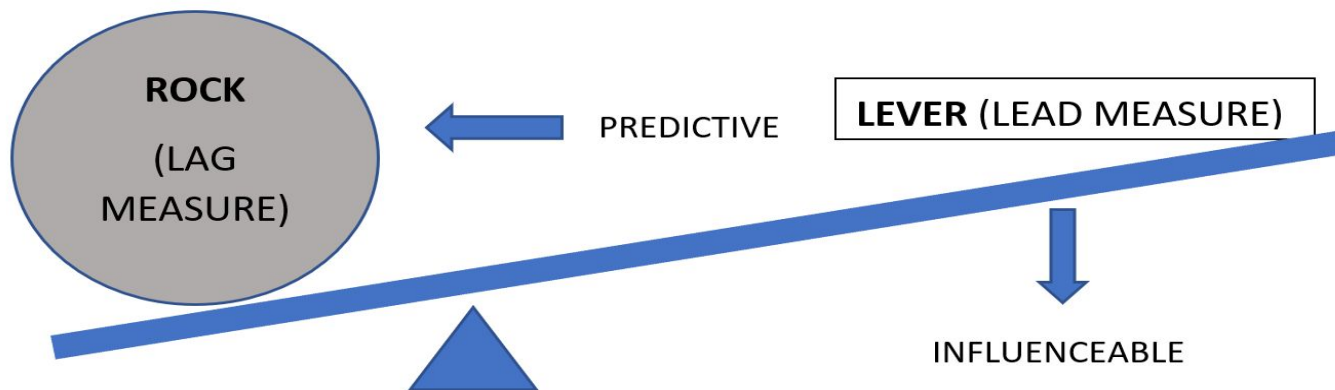 ROCK
(LAG
MEASURE)
PREDICTIVE
LEVER (LEAD MEASURE)
INFLUENCEABLE